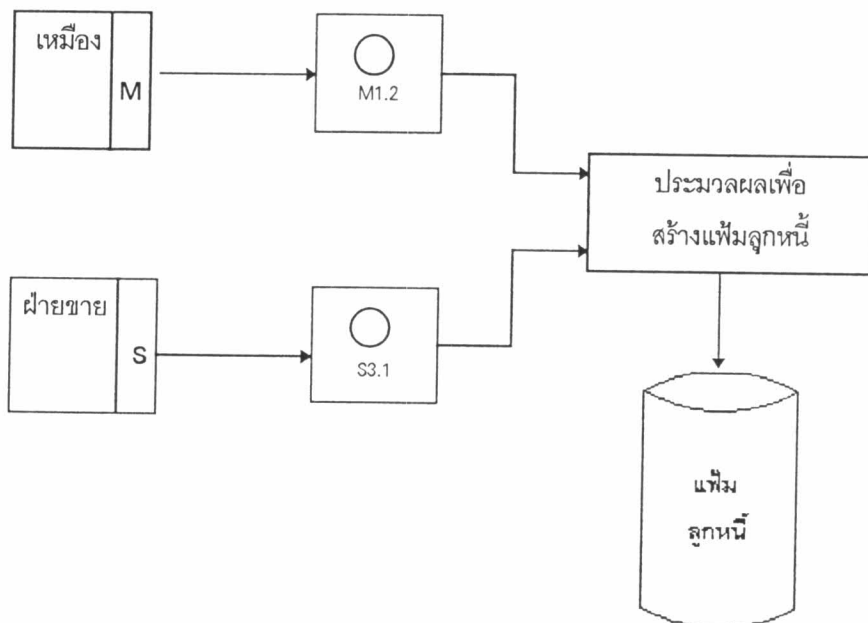 เหมือง
M
M1.2
ประมวลผลเพื่อ
สร้างแฟ้มลูกหนี้
ฝ่ายขาย
S
S3.1
แฟ้ม
ลูกหนี้